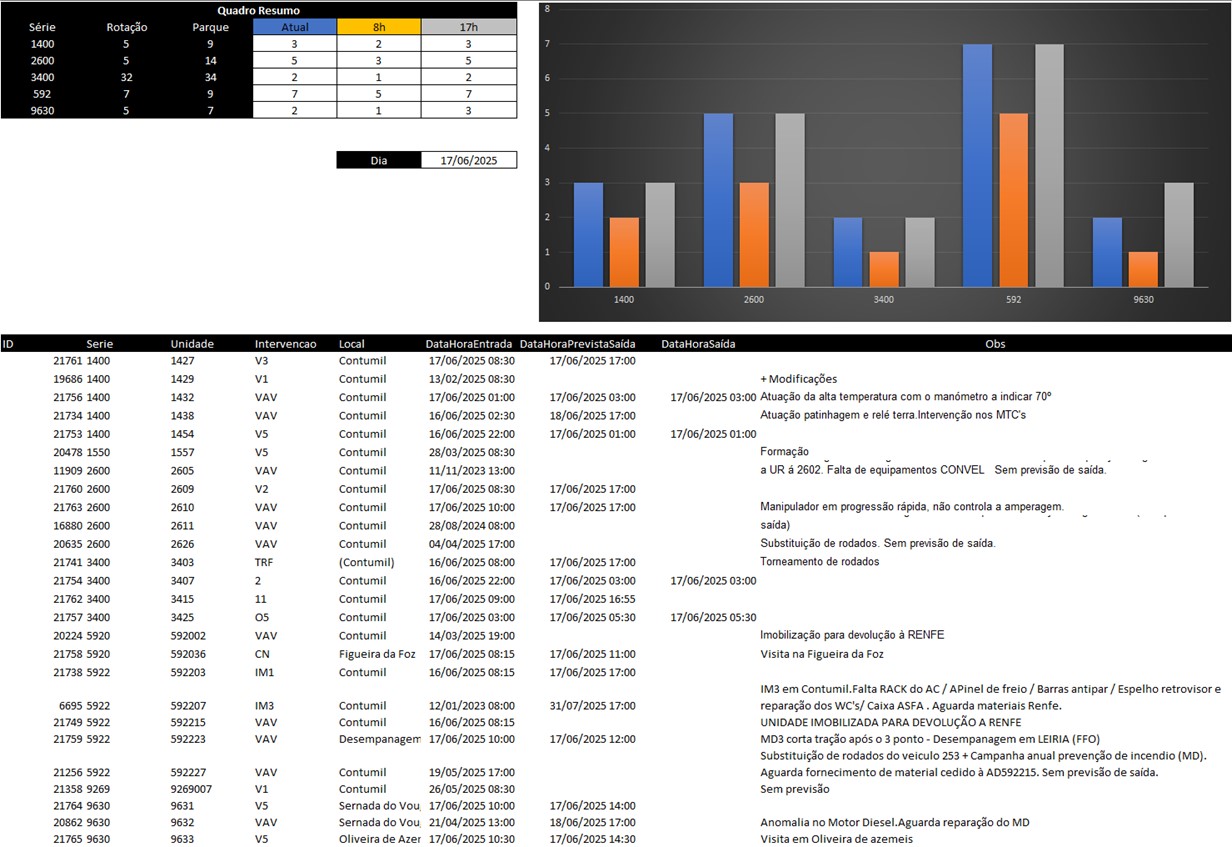 Quadro Resumo
Série Rotação Parque Atual 8h 17h
1400 5 9 3 2 3
2600 5 14 5 3 5
3400 32 34 2 1 2
592 7 9 7 5 7
9630 5 7 2 1 3
Dia 17/06/2025
8
7
6
5
4
3
2
1
0
1400 2600 3400 592 9630
ID Serie Unidade Intervencao Local DataHoraEntrada DataHoraPrevistaSaída DataHoraSaída Obs
21761 1400 1427 V3 Contumil 17/06/2025 08:30 17/06/2025 17:00
19686 1400 1429 V1 Contumil 13/02/2025 08:30 + Modificações
21756 1400 1432 VAV Contumil 17/06/2025 01:00 17/06/2025 03:00 17/06/2025 03:00 Atuação da alta temperatura com o manómetro a indicar 70º
21734 1400 1438 VAV Contumil 16/06/2025 02:30 18/06/2025 17:00 Atuação patinhagem e relé terra.Intervenção nos MTC's
21753 1400 1454 V5 Contumil 16/06/2025 22:00 17/06/2025 01:00 17/06/2025 01:00
20478 1550 1557 V5 Contumil 28/03/2025 08:30 Formação
11909 2600 2605 VAV Contumil 11/11/2023 13:00 a UR á 2602. Falta de equipamentos CONVEL Sem previsão de saída.
21760 2600 2609 V2 Contumil 17/06/2025 08:30 17/06/2025 17:00
21763 2600 2610 VAV Contumil 17/06/2025 10:00 17/06/2025 17:00 Manipulador em progressão rápida, não controla a amperagem.
16880 2600 2611 VAV Contumil 28/08/2024 08:00 saída)
20635 2600 2626 VAV Contumil 04/04/2025 17:00 Substituição de rodados. Sem previsão de saída.
21741 3400 3403 TRF (Contumil) 16/06/2025 08:00 17/06/2025 17:00 Torneamento de rodados
21754 3400 3407 2 Contumil 16/06/2025 22:00 17/06/2025 03:00 17/06/2025 03:00
21762 3400 3415 11 Contumil 17/06/2025 09:00 17/06/2025 16:55
21757 3400 3425 O5 Contumil 17/06/2025 03:00 17/06/2025 05:30 17/06/2025 05:30
20224 5920 592002 VAV Contumil 14/03/2025 19:00 Imobilização para devolução à RENFE
21758 5920 592036 CN Figueira da Foz 17/06/2025 08:15 17/06/2025 11:00 Visita na Figueira da Foz
21738 5922 592203 IM1 Contumil 16/06/2025 08:15 17/06/2025 17:00
IM3 em Contumil.Falta RACK do AC / APinel de freio / Barras antipar / Espelho retrovisor e
6695 5922 592207 IM3 Contumil 12/01/2023 08:00 31/07/2025 17:00 reparação dos WC's/ Caixa ASFA . Aguarda materiais Renfe.
21749 5922 592215 VAV Contumil 16/06/2025 08:15 UNIDADE IMOBILIZADA PARA DEVOLUÇÃO A RENFE
21759 5922 592223 VAV Desempanagem 17/06/2025 10:00 17/06/2025 12:00 MD3 corta tração após o 3 ponto - Desempanagem em LEIRIA (FFO)
Substituição de rodados do veiculo 253 + Campanha anual prevenção de incendio (MD).
21256 5922 592227 VAV Contumil 19/05/2025 17:00 Aguarda fornecimento de material cedido à AD592215. Sem previsão de saída.
21358 9269 9269007 V1 Contumil 26/05/2025 08:30 Sem previsão
21764 9630 9631 V5 Sernada do Vou 17/06/2025 10:00 17/06/2025 14:00
20862 9630 9632 VAV Sernada do Vou 21/04/2025 13:00 18/06/2025 17:00 Anomalia no Motor Diesel.Aguarda reparação do MD
21765 9630 9633 V5 Oliveira de Azer 17/06/2025 10:30 17/06/2025 14:30 Visita em Oliveira de azemeis